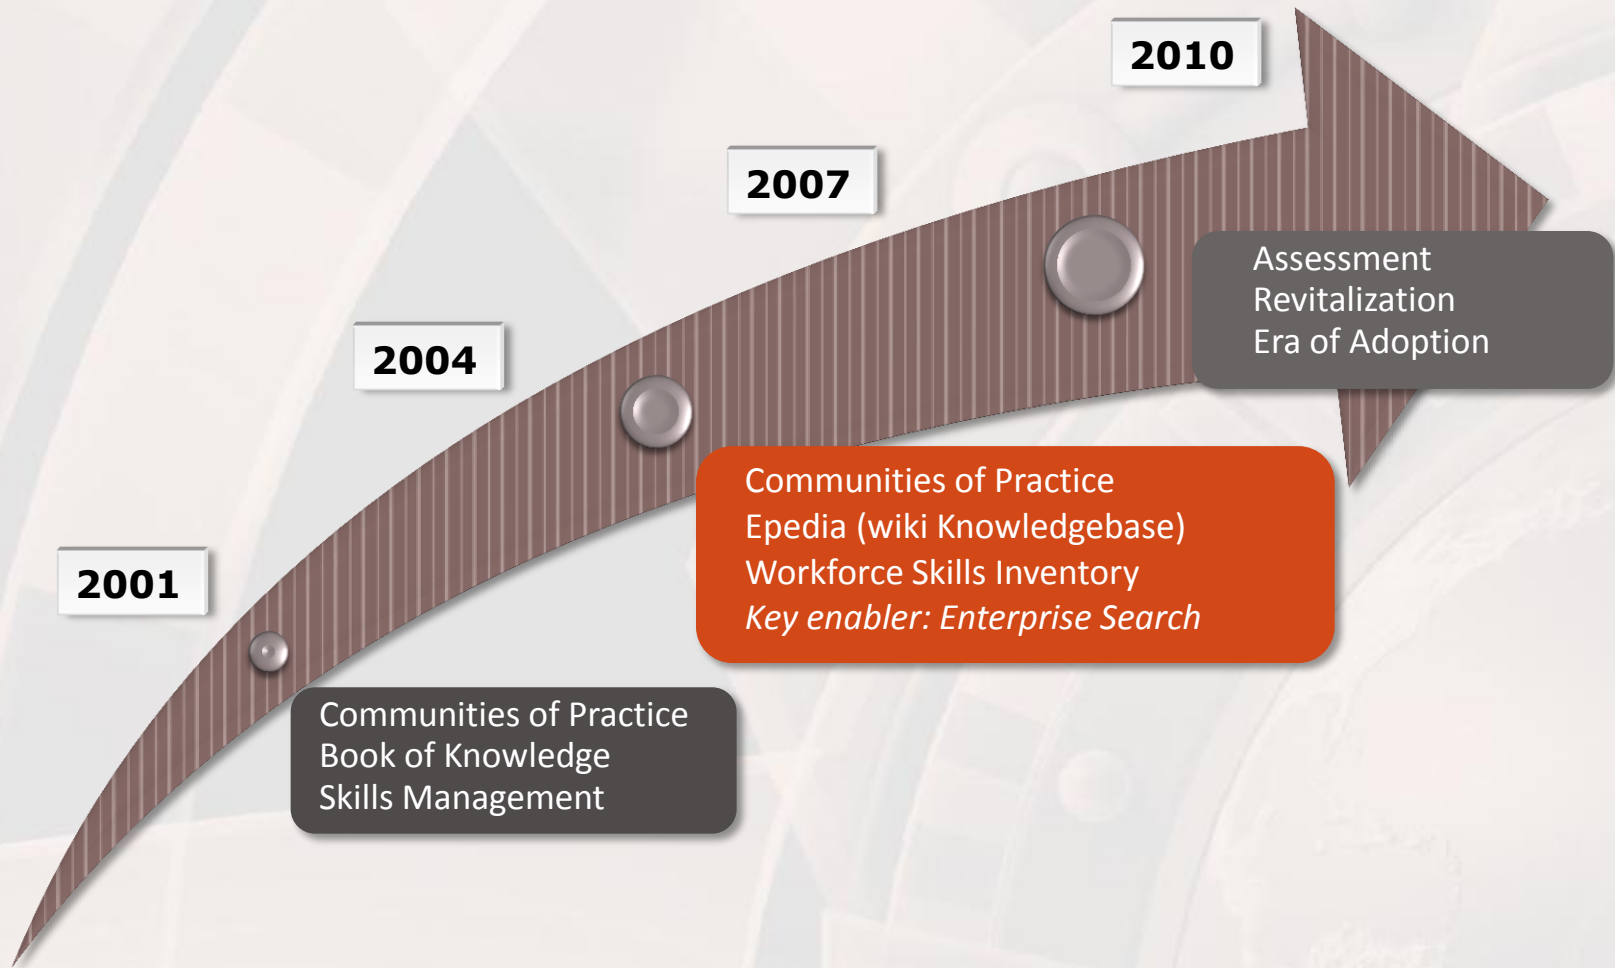 2001
Communities of Practice
Book of Knowledge
Skills Management
2004
Communities of Practice
Epedia (wiki Knowledgebase)
Workforce Skills Inventory
Key enabler: Enterprise Search
2007
2010
Assessment
Revitalization
Era of Adoption